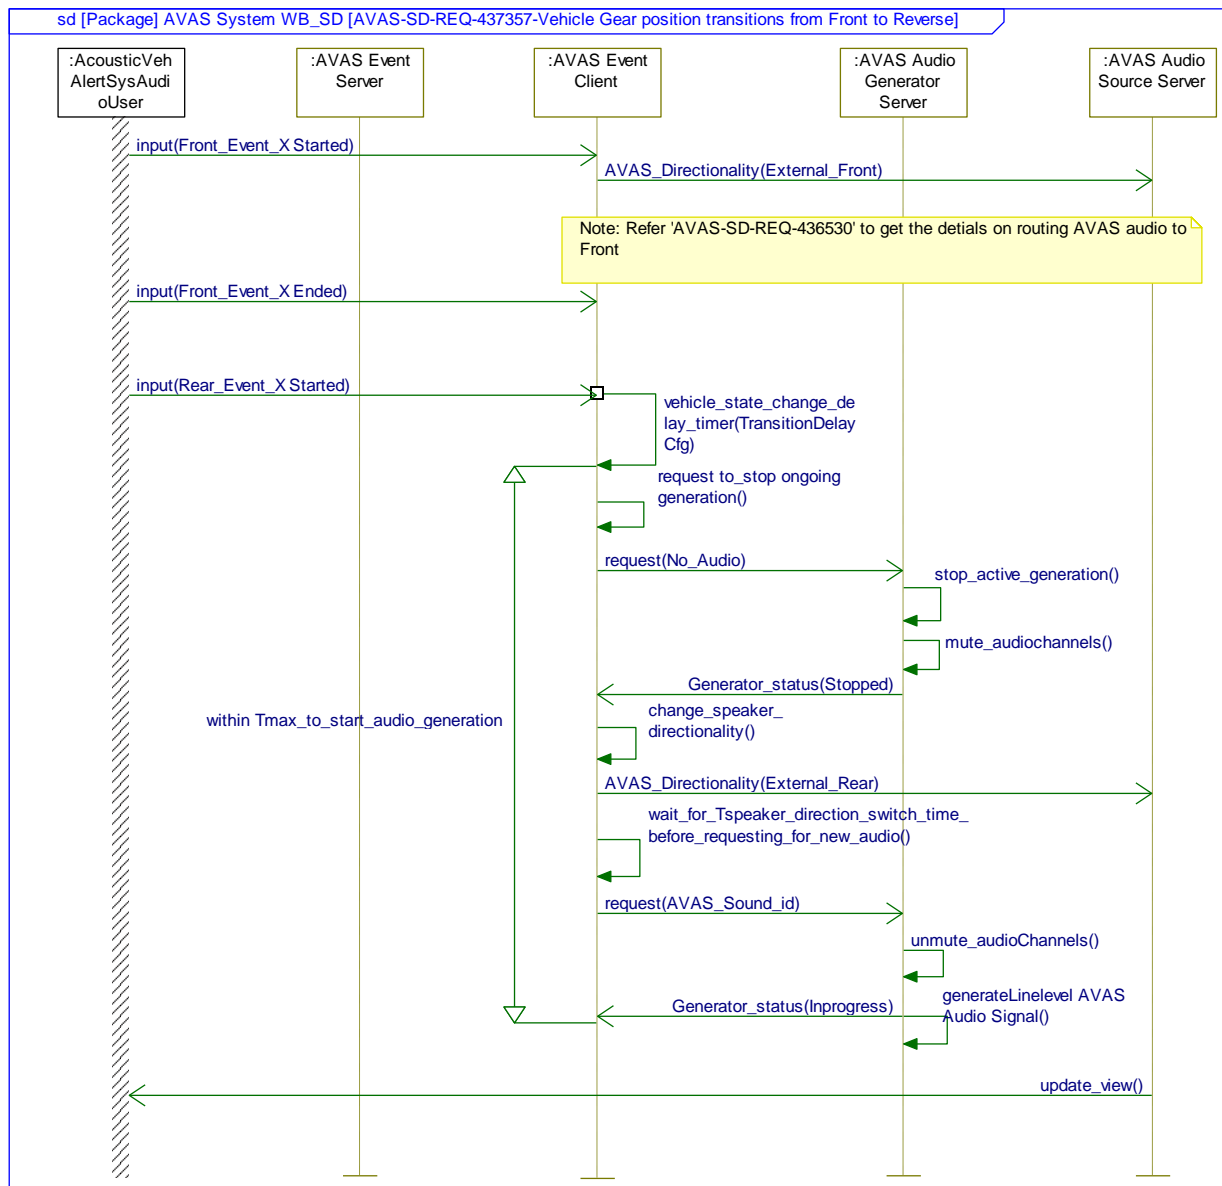 sd [Package] AVAS System WB_SD [AVAS-SD-REQ-437357-Vehicle Gear position transitions from Front to Reverse]
:AcousticVeh
AlertSysAudi
oUser
:AVAS Event
Server
:AVAS Event
Client
:AVAS Audio
Generator
Server
:AVAS Audio
Source Server
input(Front_Event_X Started)
AVAS_Directionality(External_Front)
Note: Refer 'AVAS-SD-REQ-436530' to get the detials on routing AVAS audio to
Front
input(Front_Event_X Ended)
input(Rear_Event_X Started)
vehicle_state_change_de
lay_timer(TransitionDelay
Cfg)
request to_stop ongoing
generation()
request(No_Audio)
stop_active_generation()
mute_audiochannels()
Generator_status(Stopped)
within Tmax_to_start_audio_generation
change_speaker_
directionality()
AVAS_Directionality(External_Rear)
wait_for_Tspeaker_direction_switch_time_
before_requesting_for_new_audio()
request(AVAS_Sound_id)
unmute_audioChannels()
Generator_status(Inprogress)
generateLinelevel AVAS
Audio Signal()
update_view()